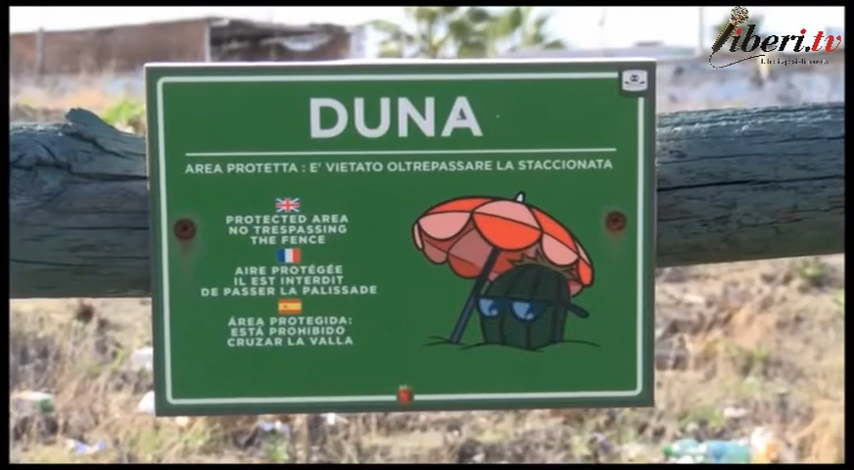 liberi.tv
DUNA
AREA PROTETTA : E' VIETATO OLTREPASSARE LA STACCIONATA
PROTECTED AREA
NO TRESPASSING
THE FENCE
AIRE PROTÉGÉE
IL EST INTERDIT
DE PASSER LA PALISSADE
ÁREA PROTEGIDA:
ESTÁ PROHIBIDO
CRUZAR LA VALLA